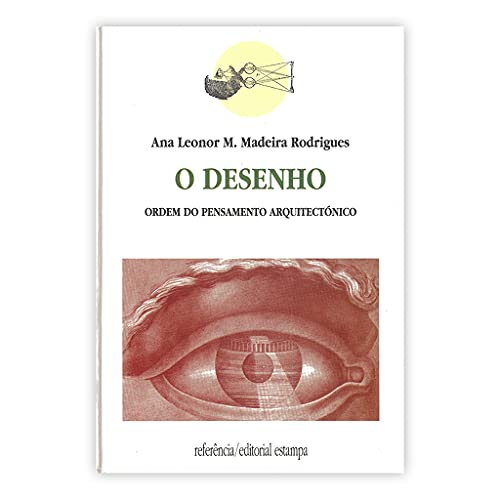 Ana Leonor M. Madeira Rodrigues
O DESENHO
ORDEM DO PENSAMENTO ARQUITECTÓNICO
referência/editorial estampa